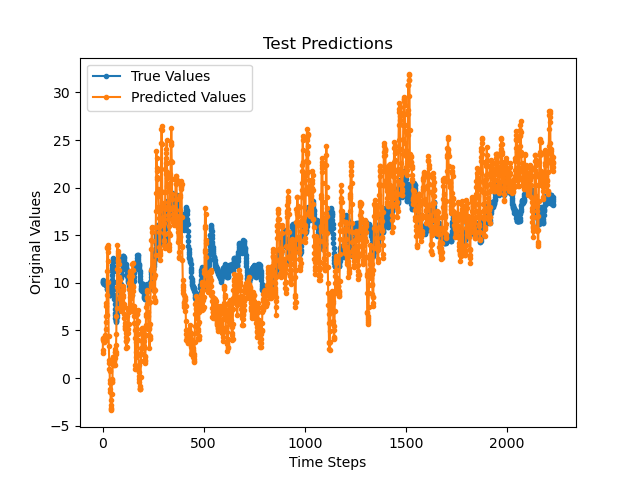 Test Predictions
True Values
Predicted Values
30
25
20
15
10
5
0
−5
Original Values
0
500
1000
1500
2000
Time Steps